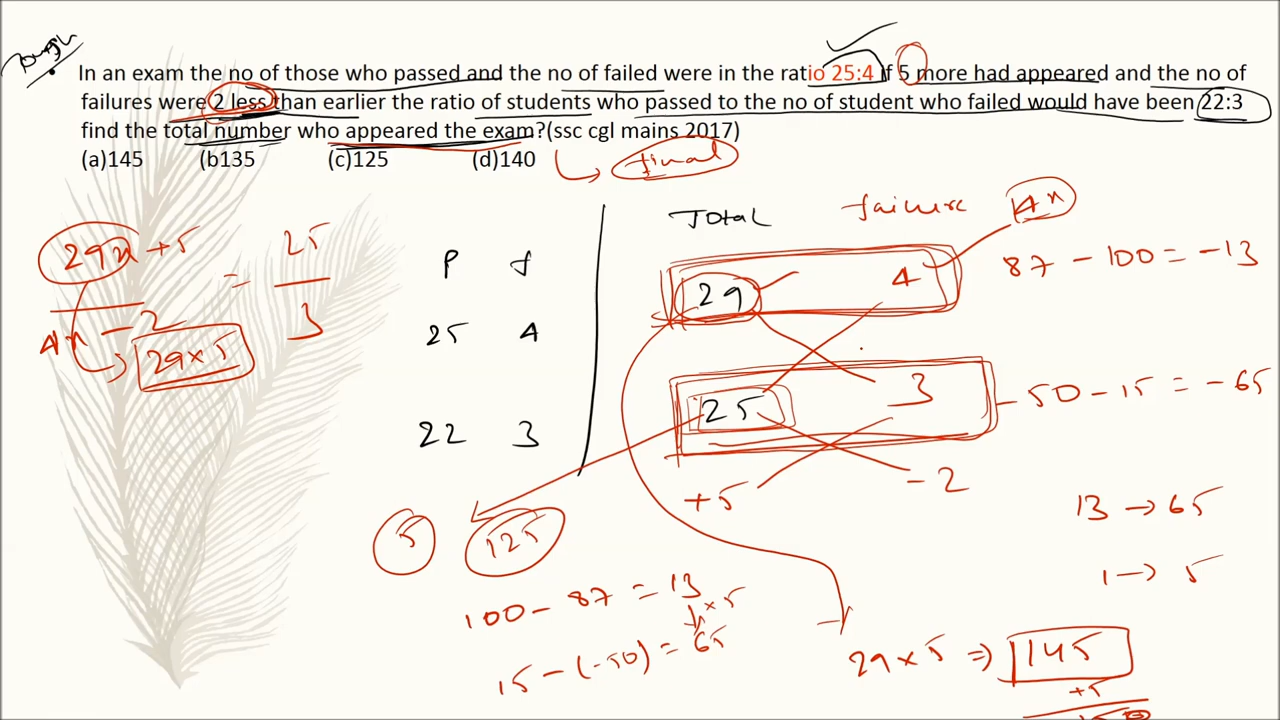 Tough
In an exam the no of those who passed and the no of failed were in the ratio 25:4 If 5 more had appeared and the no of
failures were 2 less than earlier the ratio of students who passed to the no of student who failed would have been 22:3
find the total number who appeared the exam?(ssc cgl mains 2017)
(a)145 (b135 (c)125 (d)140
final
29x + 5 = 25
4x - 2 3
29x5
P f
25 4
22 3
Total failure 4x
29 4 87 - 100 = -13
25 3 -50 - 15 = -65
+5 -2
5 125
13 → 65
1 → 5
100 - 87 = 13
x 5
15 - (-50) = 65
29 x 5 ⇒ 145
+5